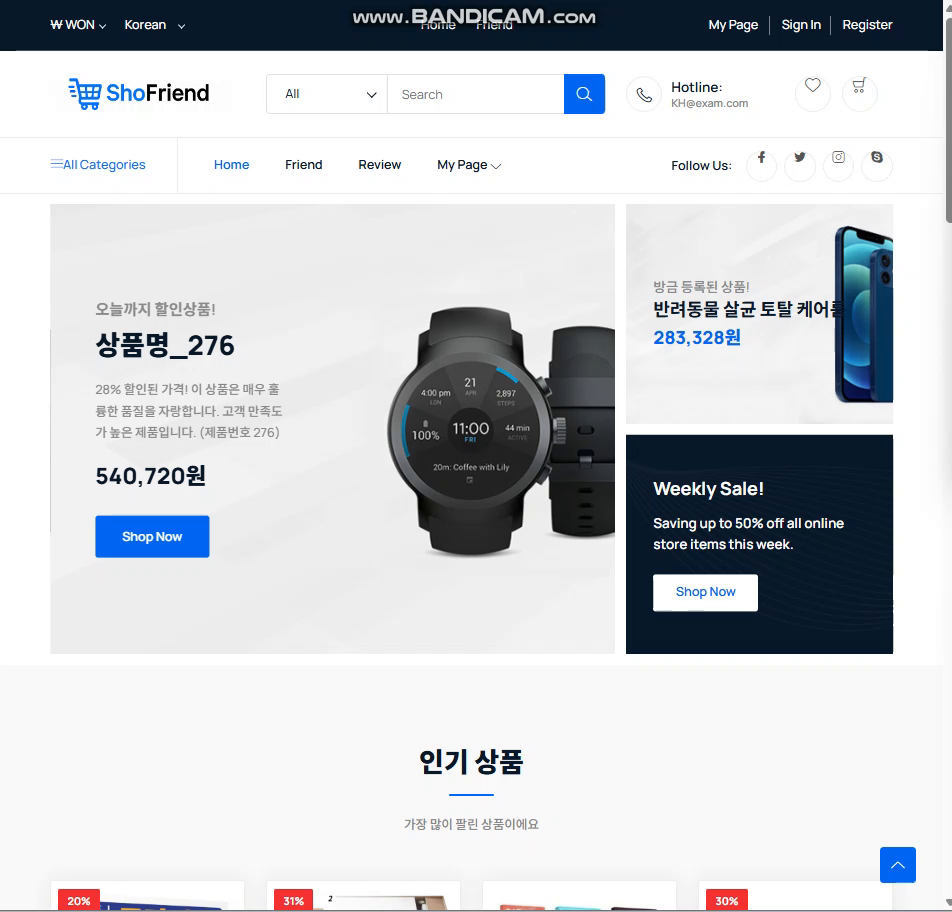 ₩ WON
Korean
www.BANDICAM.com
Home
Friend
My Page
Sign In
Register
ShoFriend
All
Search
Hotline:
KH@exam.com
All Categories
Home
Friend
Review
My Page
Follow Us:
오늘까지 할인상품!
상품명_276
28% 할인된 가격! 이 상품은 매우 훌
륭한 품질을 자랑합니다. 고객 만족도
가 높은 제품입니다. (제품번호 276)
540,720원
Shop Now
4:00 pm
LON
21
APR
2,897
STEPS
100%
11:00
FRI
44 min
ACTIVE
20m: Coffee with Lily
방금 등록된 상품!
반려동물 살균 토탈 케어룸
283,328원
Weekly Sale!
Saving up to 50% off all online
store items this week.
Shop Now
인기 상품
가장 많이 팔린 상품이에요
20%
31%
2
30%